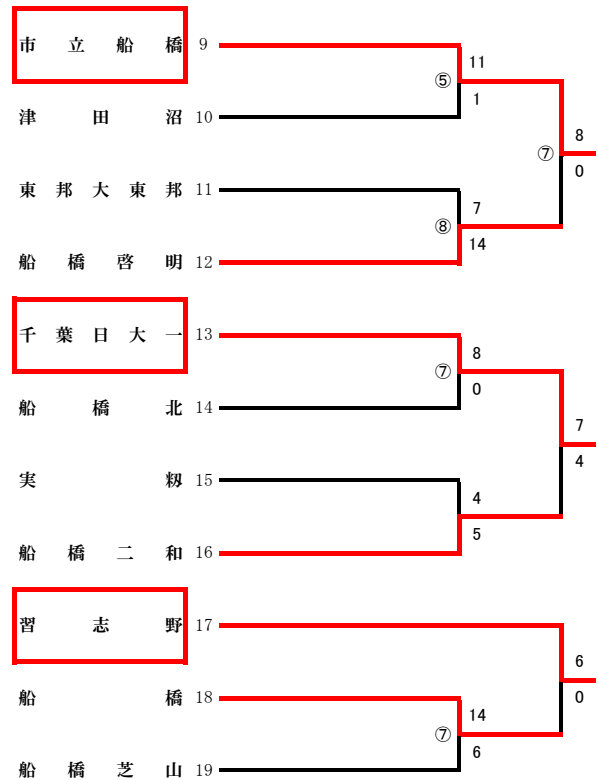 市立船橋 9
11
⑤
1
津田沼 10
8
⑦
0
東邦大東邦 11
7
⑧
14
船橋啓明 12
千葉日大一 13
8
⑦
0
船橋北 14
7
4
実籾 15
4
5
船橋二和 16
習志野 17
6
0
船橋 18
14
⑦
6
船橋芝山 19